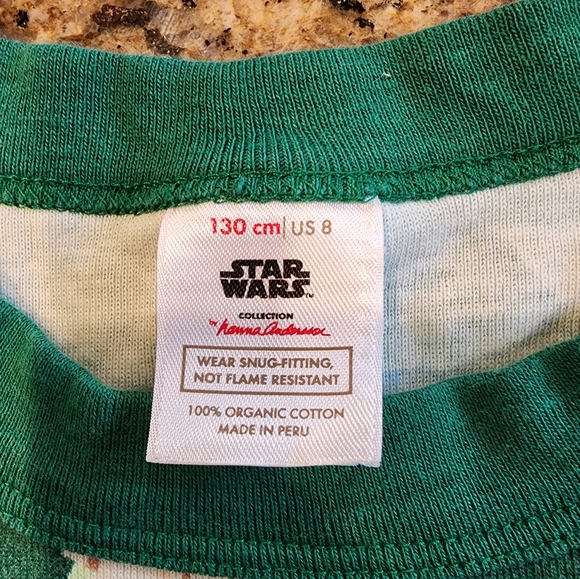 130 cm | US 8
STAR
WARS™
COLLECTION
by hanna Andersson
WEAR SNUG-FITTING,
NOT FLAME RESISTANT
100% ORGANIC COTTON
MADE IN PERU